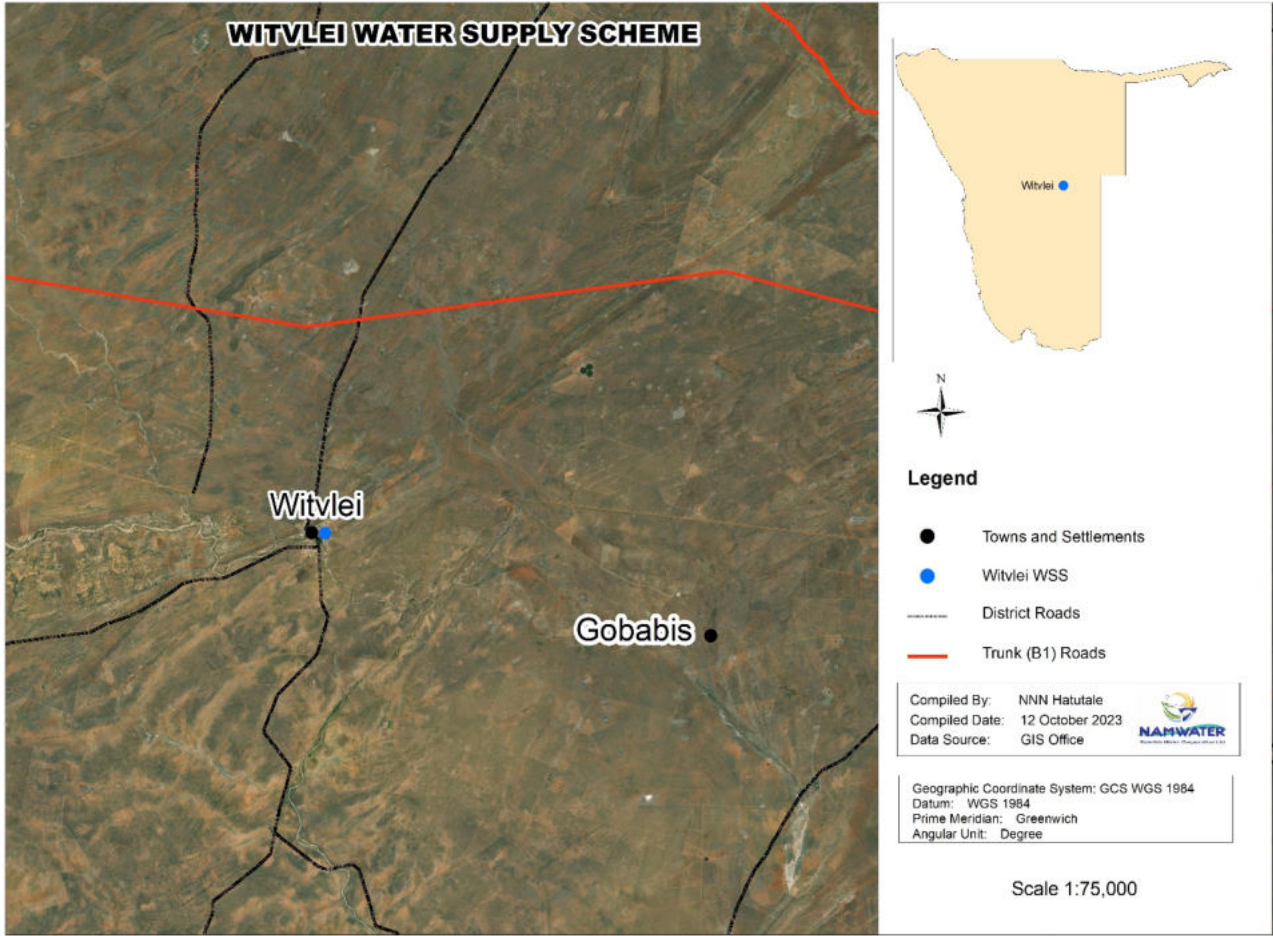 WITVLEI WATER SUPPLY SCHEME
Witvlei
Gobabis
Witvlei
N
Legend
Towns and Settlements
Witvlei WSS
District Roads
Trunk (B1) Roads
Compiled By: NNN Hatutale
Compiled Date: 12 October 2023
Data Source: GIS Office
NAMWATER
Geographic Coordinate System: GCS WGS 1984
Datum: WGS 1984
Prime Meridian: Greenwich
Angular Unit: Degree
Scale 1:75,000